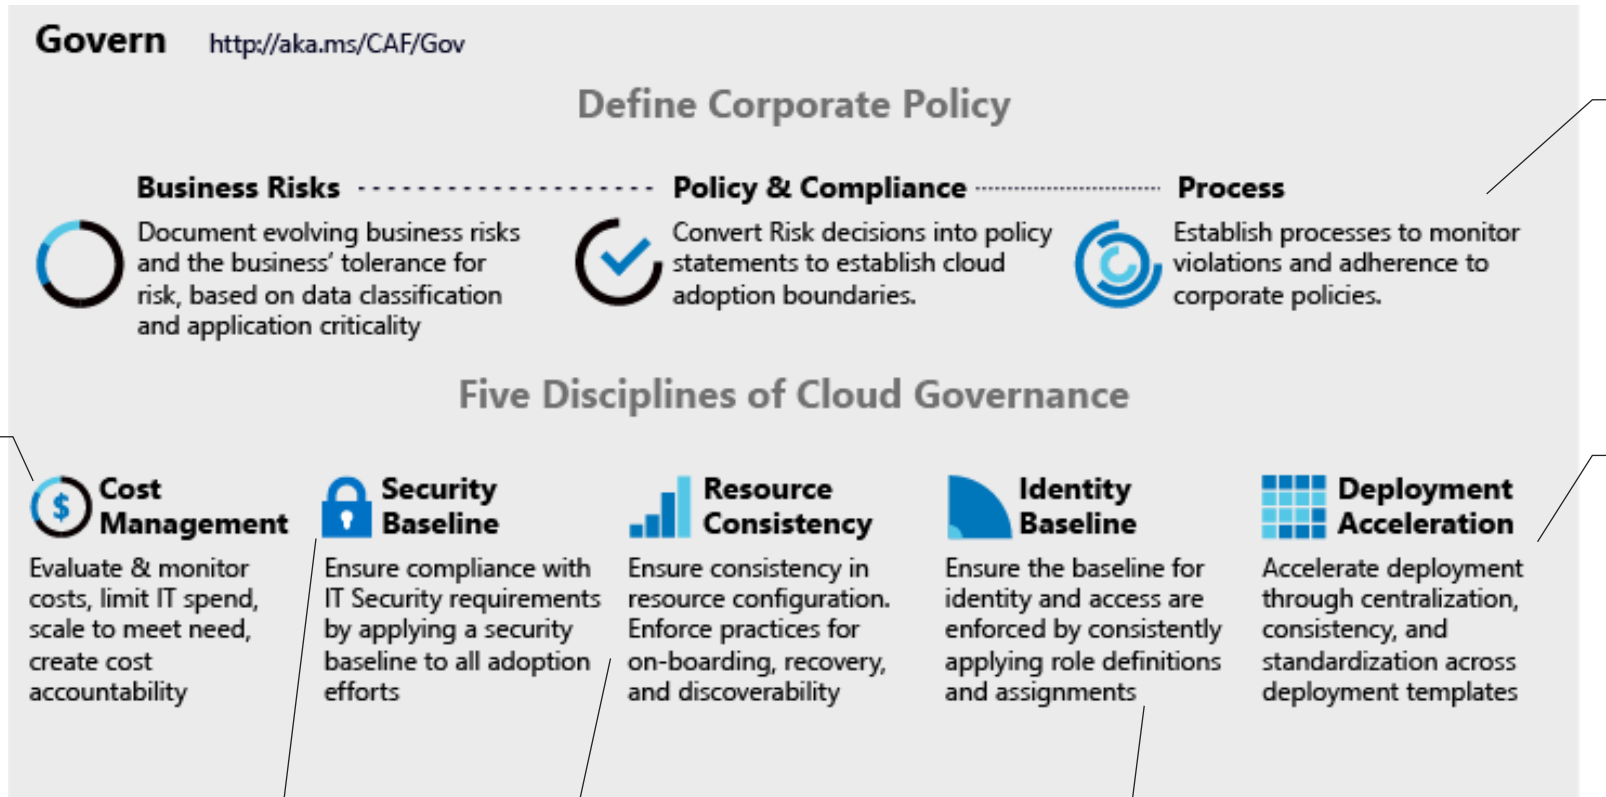 Govern http://aka.ms/CAF/Gov
Define Corporate Policy
Business Risks
Document evolving business risks
and the business' tolerance for
risk, based on data classification
and application criticality
Policy & Compliance
Convert Risk decisions into policy
statements to establish cloud
adoption boundaries.
Process
Establish processes to monitor
violations and adherence to
corporate policies.
Five Disciplines of Cloud Governance
$
Cost
Management
Evaluate & monitor
costs, limit IT spend,
scale to meet need,
create cost
accountability
Security
Baseline
Ensure compliance with
IT Security requirements
by applying a security
baseline to all adoption
efforts
Resource
Consistency
Ensure consistency in
resource configuration.
Enforce practices for
on-boarding, recovery,
and discoverability
Identity
Baseline
Ensure the baseline for
identity and access are
enforced by consistently
applying role definitions
and assignments
Deployment
Acceleration
Accelerate deployment
through centralization,
consistency, and
standardization across
deployment templates